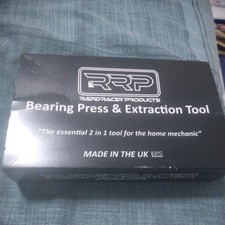 RRP
RAPID RACER PRODUCTS
Bearing Press & Extraction Tool
"The essential 2 in 1 tool for the home mechanic"
MADE IN THE UK